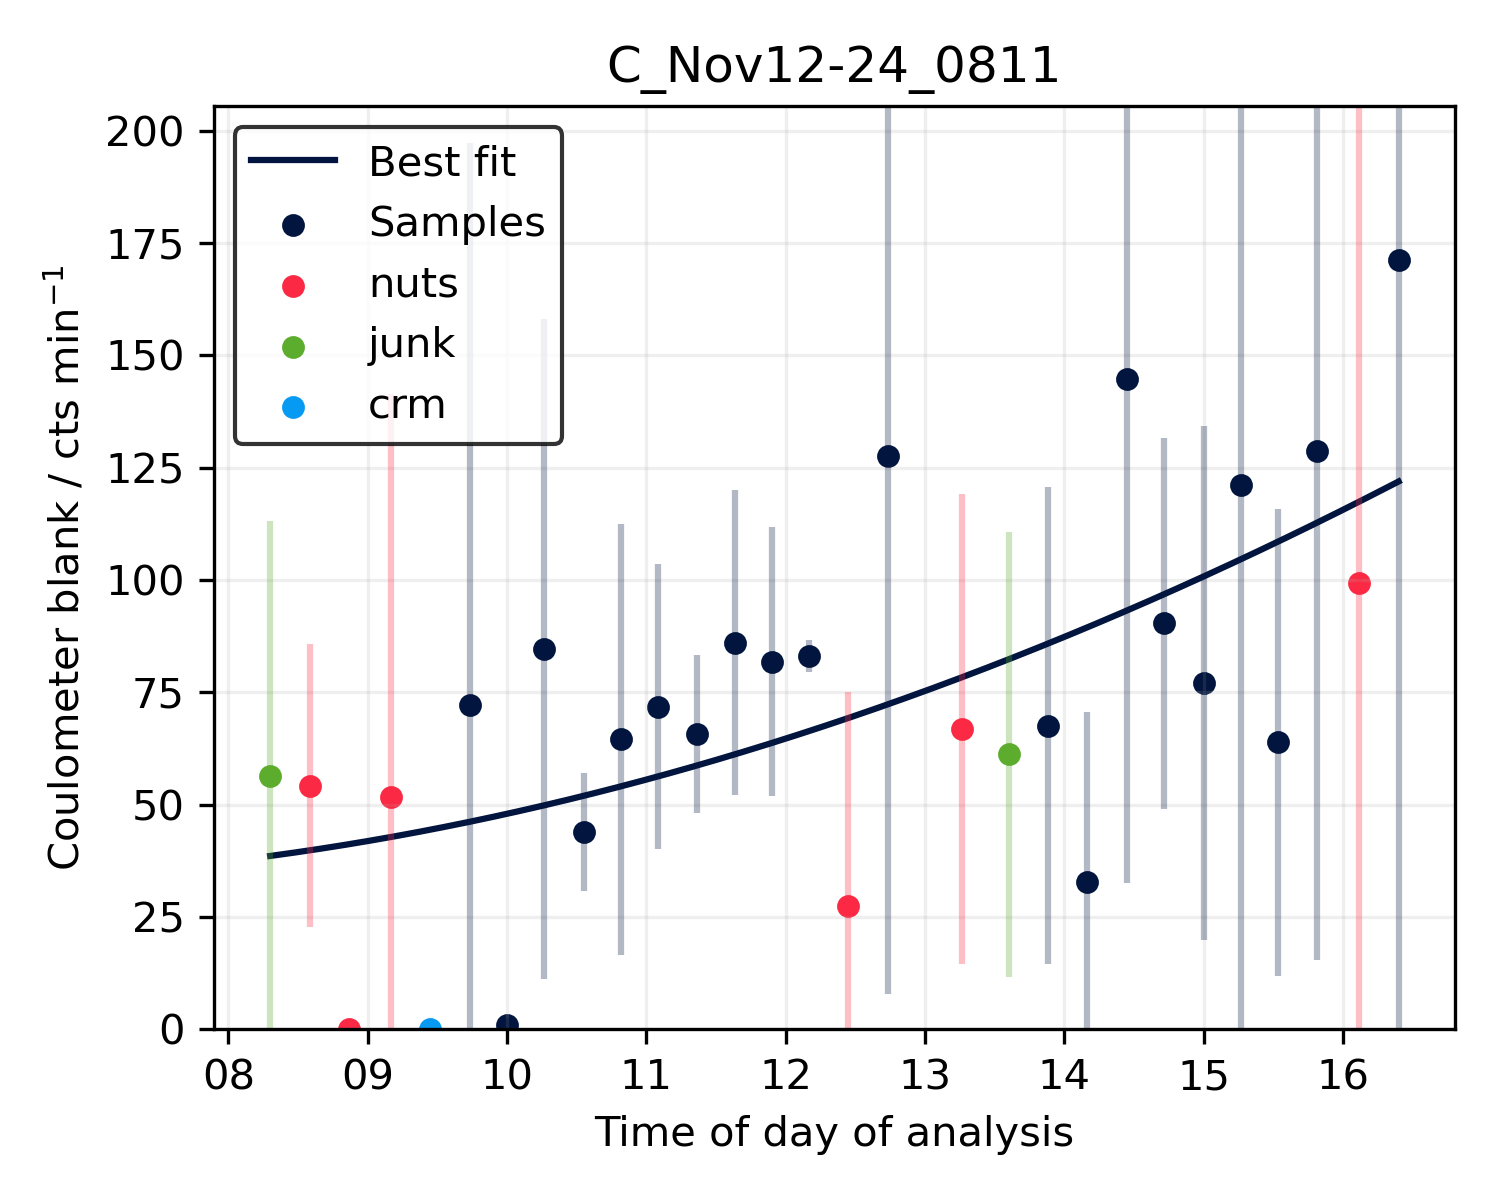 C_Nov12-24_0811
Coulometer blank / cts min⁻¹
200
175
150
125
100
75
50
25
0
Best fit
Samples
nuts
junk
crm
08 09 10 11 12 13 14 15 16
Time of day of analysis